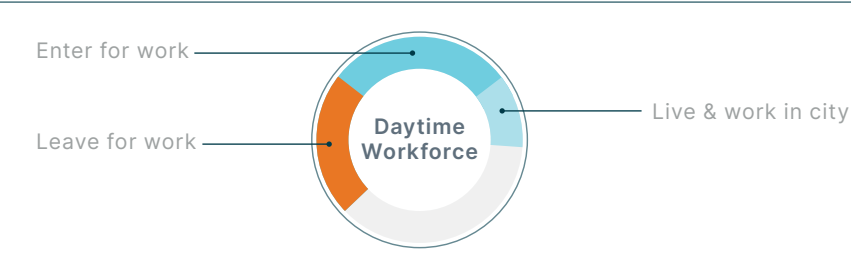 Enter for work
Live & work in city
Daytime
Workforce
Leave for work